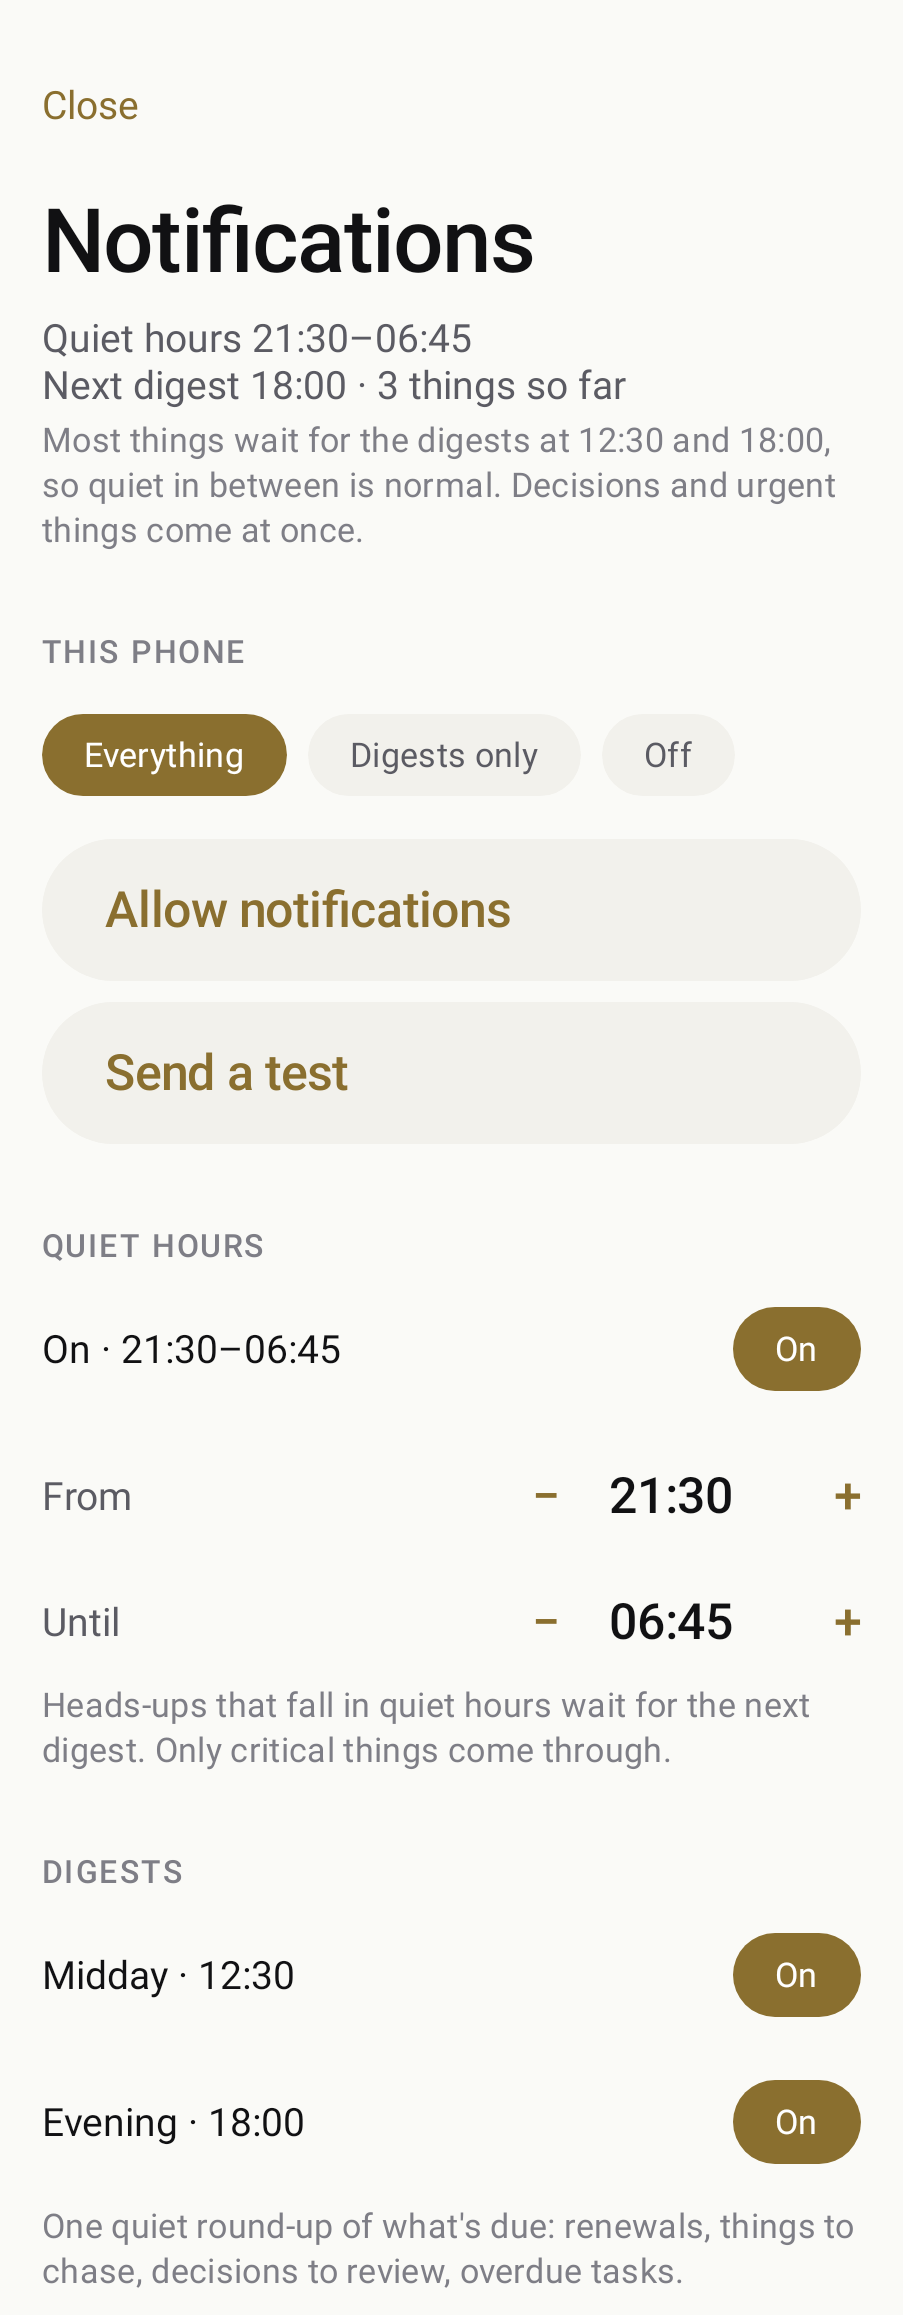 Close
Notifications
Quiet hours 21:30–06:45
Next digest 18:00 · 3 things so far
Most things wait for the digests at 12:30 and 18:00,
so quiet in between is normal. Decisions and urgent
things come at once.
THIS PHONE
Everything Digests only Off
Allow notifications
Send a test
QUIET HOURS
On · 21:30–06:45 On
From − 21:30 +
Until − 06:45 +
Heads-ups that fall in quiet hours wait for the next
digest. Only critical things come through.
DIGESTS
Midday · 12:30 On
Evening · 18:00 On
One quiet round-up of what's due: renewals, things to
chase, decisions to review, overdue tasks.